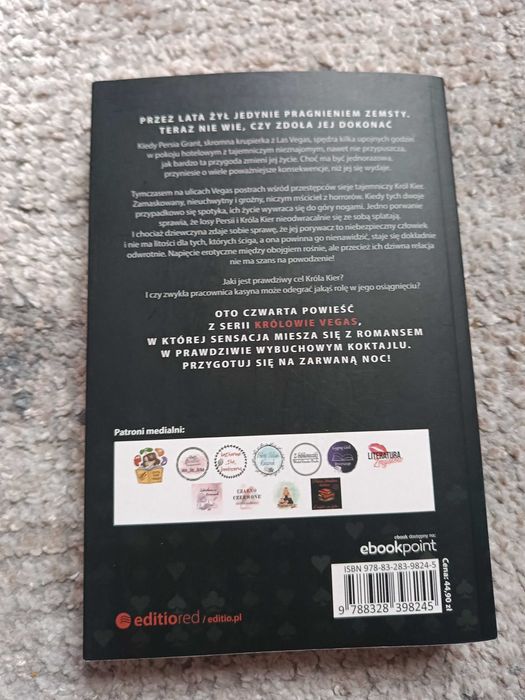 PRZEZ LATA ŻYŁ JEDYNIE PRAGNIENIEM ZEMSTY.
TERAZ NIE WIE, CZY ZDOŁA JEJ DOKONAĆ
Kiedy Persia Grant, skromna krupierka z Las Vegas, spędza kilka upojnych godzin
w pokoju hotelowym z tajemniczym nieznajomym, nawet nie przypuszcza,
jak bardzo ta przygoda zmieni jej życie. Choć ma być jednorazowa,
przyniesie o wiele poważniejsze konsekwencje, niż jej się wydaje.
Tymczasem na ulicach Vegas postrach wśród przestępców sieje tajemniczy Król Kier.
Zamaskowany, nieuchwytny i groźny, niczym mściciel z horrorów. Kiedy tych dwoje
przypadkowo się spotyka, ich życie wywraca się do góry nogami. Jedno porwanie
sprawia, że losy Persii i Króla Kier nieodwracalnie się ze sobą splatają.
I chociaż dziewczyna zdaje sobie sprawę, że jej porywacz to niebezpieczny człowiek
i nie ma litości dla tych, których ściga, a ona powinna go nienawidzić, staje się dokładnie
odwrotnie. Napięcie erotyczne między obojgiem rośnie, ale przecież ich dziwna relacja
nie ma szans na powodzenie!
Jaki jest prawdziwy cel Króla Kier?
I czy zwykła pracownica kasyna może odegrać jakąś rolę w jego osiągnięciu?
OTO CZWARTA POWIEŚĆ
Z SERII KRÓLOWIE VEGAS,
W KTÓREJ SENSACJA MIESZA SIĘ Z ROMANSEM
W PRAWDZIWIE WYBUCHOWYM KOKTAJLU.
PRZYGOTUJ SIĘ NA ZARWANĄ NOC!
Patroni medialni:
LITERATURA
CZARNO
CZERWONE
ebook dostępny na:
ebookpoint
ISBN 978-83-283-9824-5
9 788328 398245
Cena: 44,90 zł
editiored / editio.pl